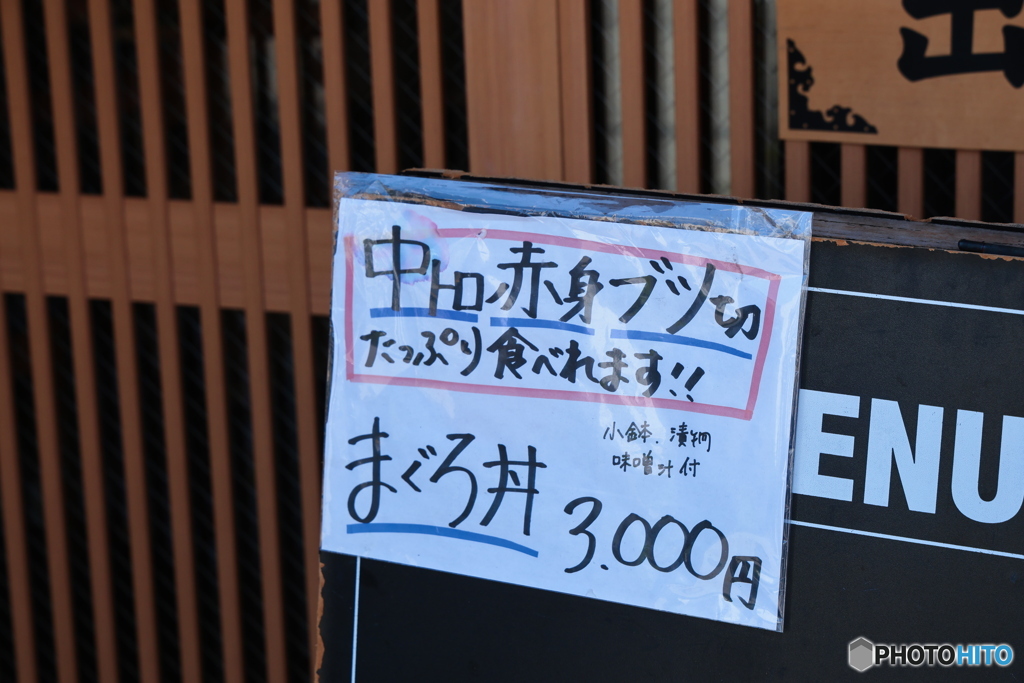 出
中トロ、赤身ブツ切
たっぷり食べれます!!
小鉢、漬物
味噌汁付
まぐろ丼
3.000円
ENU
PHOTOHITO